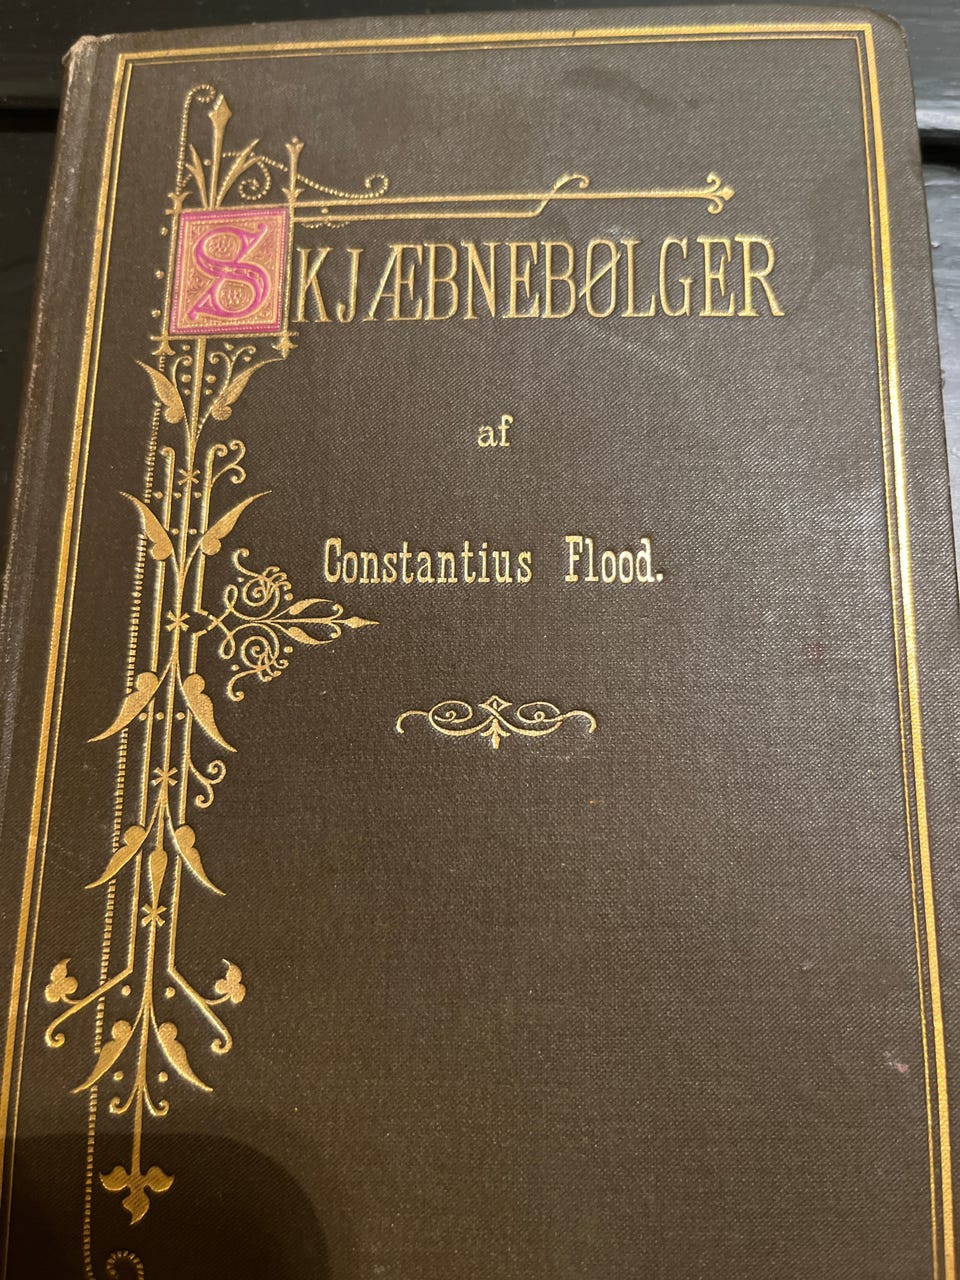 SKJÆBNEBØLGER
af
Constantius Flood.